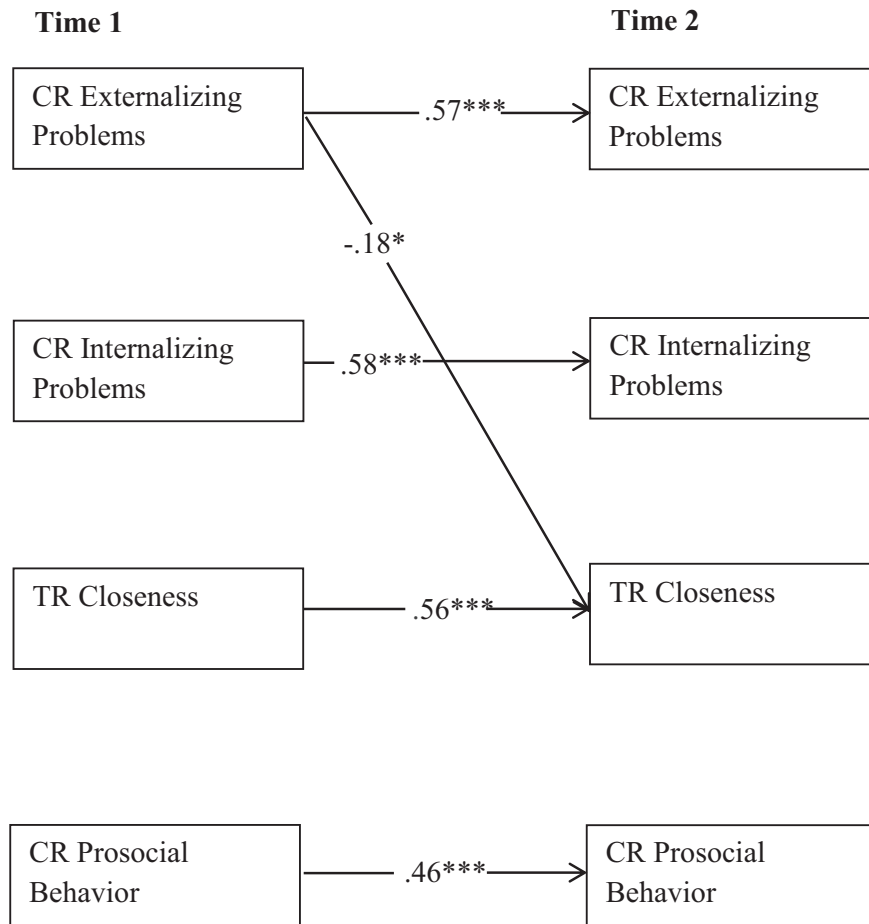 Time 1
Time 2
CR Externalizing
Problems
.57***
CR Externalizing
Problems
-.18*
CR Internalizing
Problems
.58***
CR Internalizing
Problems
TR Closeness
.56***
TR Closeness
CR Prosocial
Behavior
.46***
CR Prosocial
Behavior